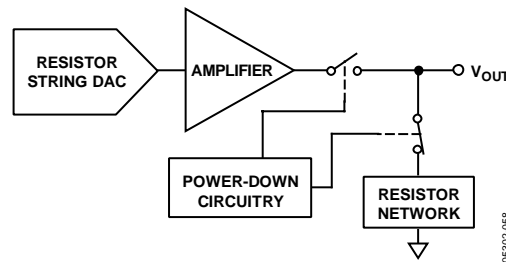 RESISTOR
STRING DAC
AMPLIFIER
VOUT
POWER-DOWN
CIRCUITRY
RESISTOR
NETWORK